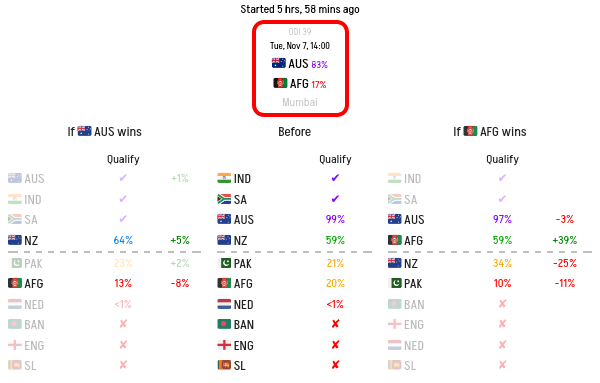 Started 5 hrs, 58 mins ago
ODI 39
Tue, Nov 7, 14:00
AUS 83%
AFG 17%
Mumbai
If AUS wins Before If AFG wins
Qualify Qualify Qualify
AUS ✔ +1% IND ✔ IND ✔
IND ✔ SA ✔ SA ✔
SA ✔ AUS 99% AUS 97% -3%
NZ 64% +5% NZ 59% AFG 59% +39%
PAK 23% +2% PAK 21% NZ 34% -25%
AFG 13% -8% AFG 20% PAK 10% -11%
NED <1% NED <1% BAN ✘
BAN ✘ BAN ✘ ENG ✘
ENG ✘ ENG ✘ NED ✘
SL ✘ SL ✘ SL ✘